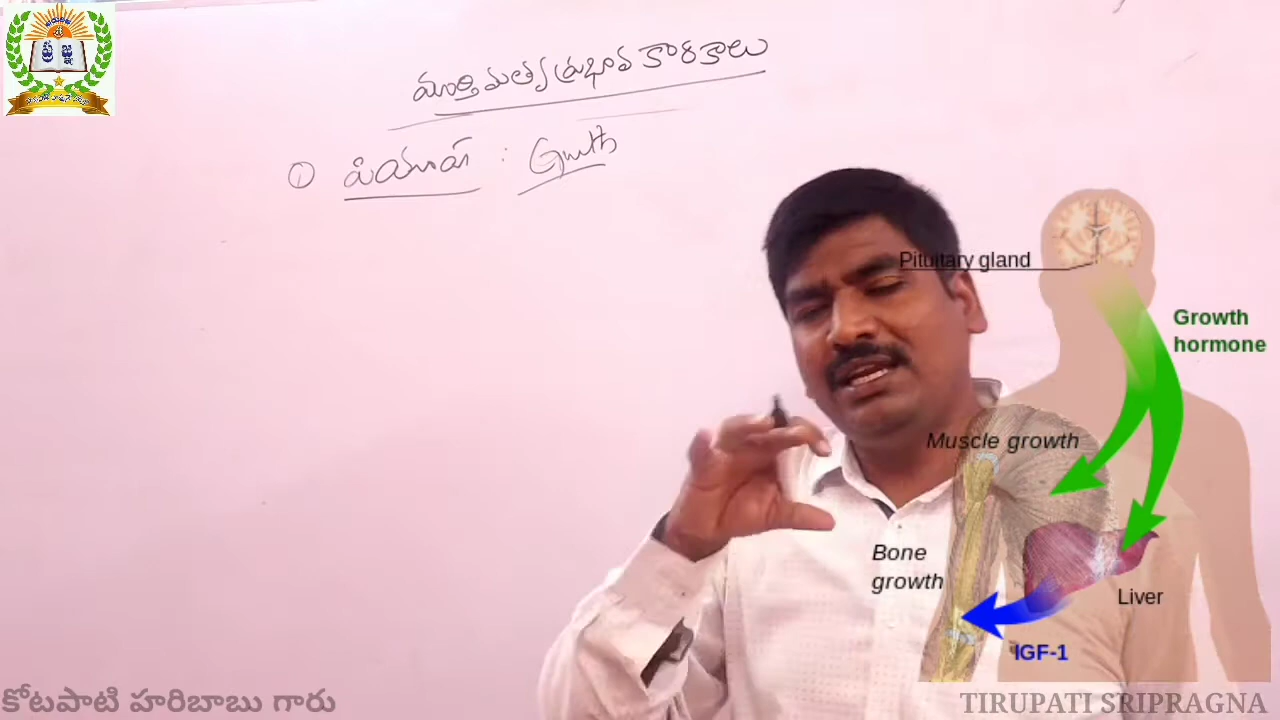 మూర్తిమత్వ ప్రభావ కారకాలు
① పియూష : Growth
Pituitary gland
Growth
hormone
Muscle growth
Bone
growth
Liver
IGF-1
కోటపాటి హరిబాబు గారు
TIRUPATI SRIPRAGNA